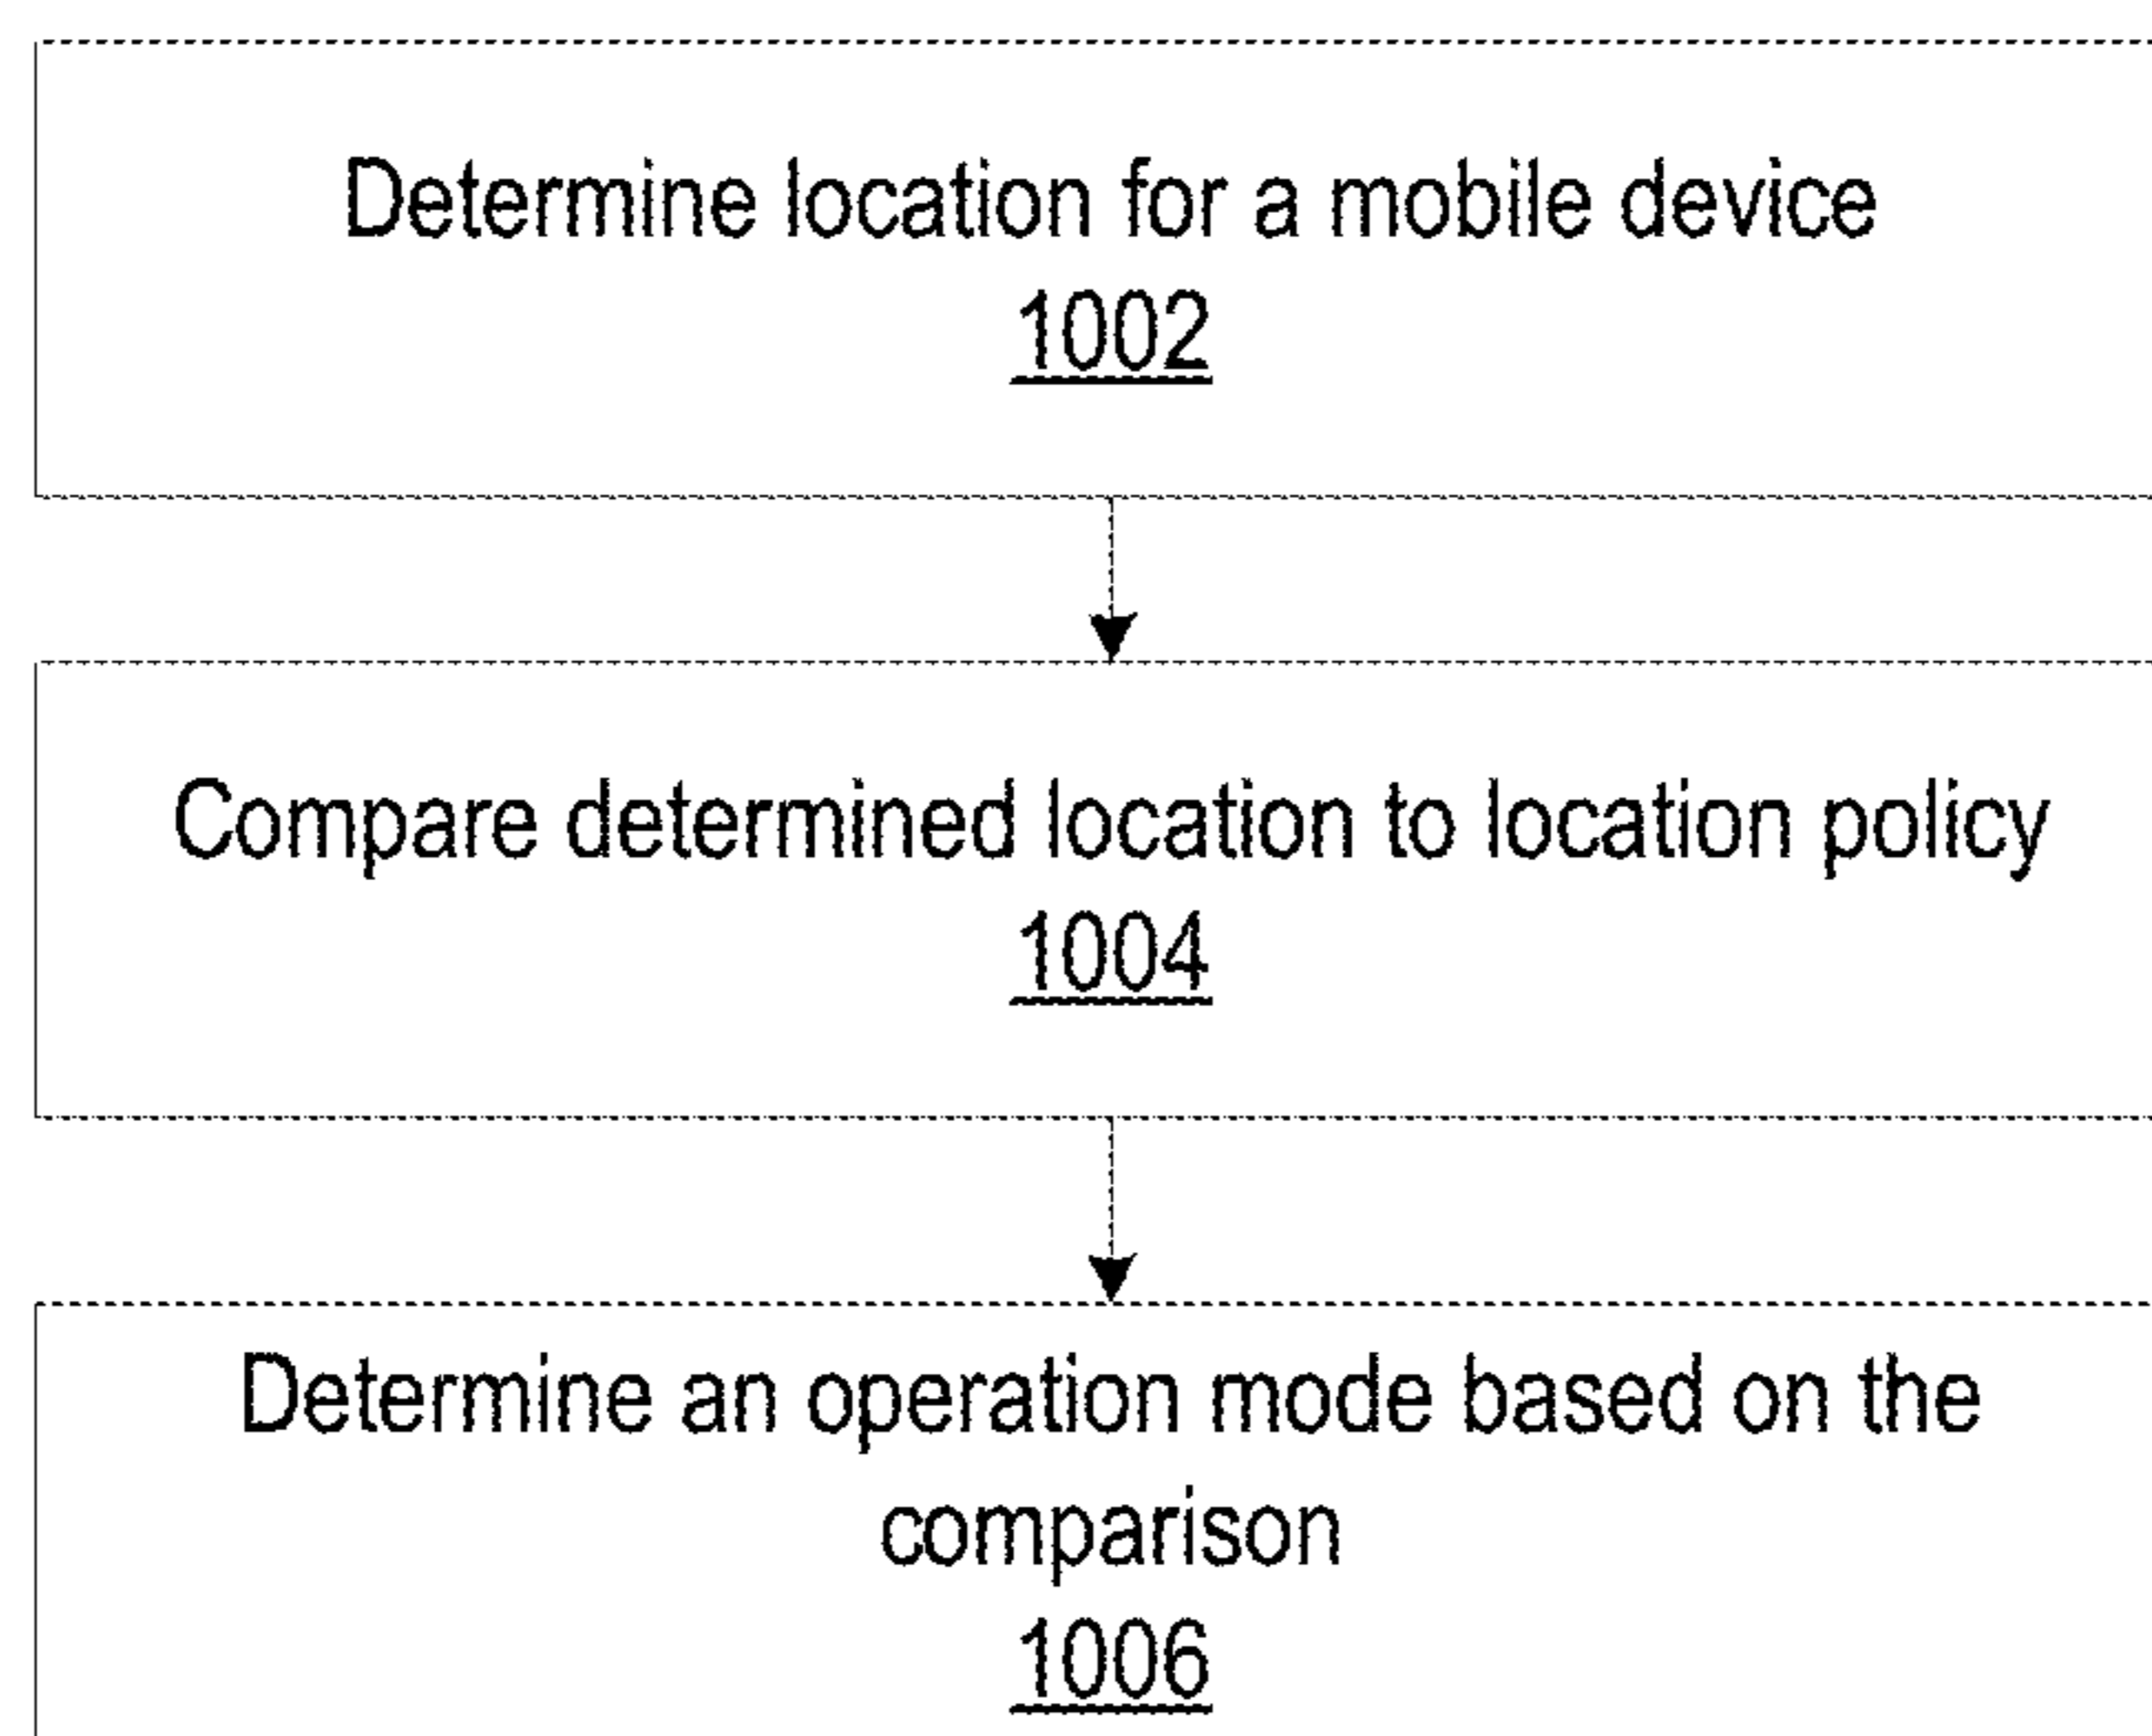 Determine location for a mobile device
1002
Compare determined location to location policy
1004
Determine an operation mode based on the
comparison
1006